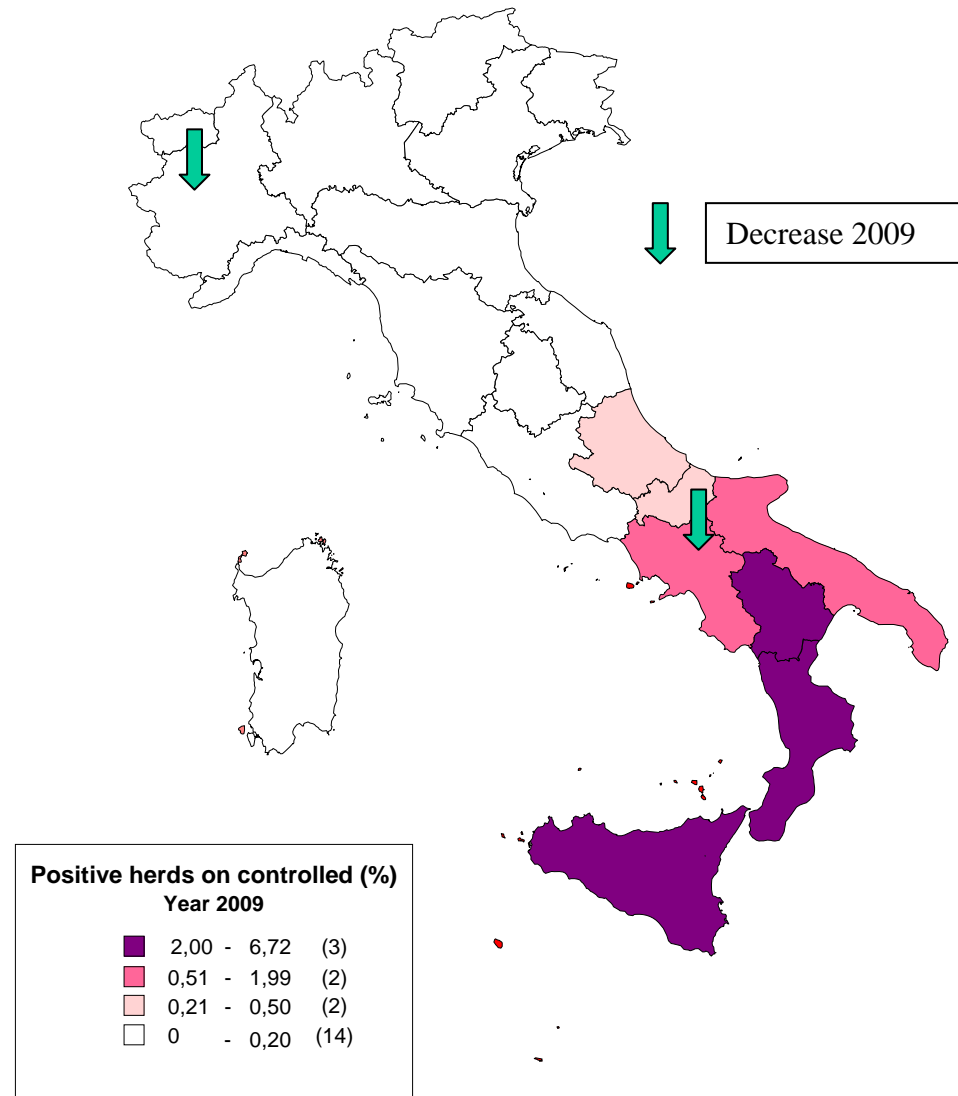 Decrease 2009
Positive herds on controlled (%)
Year 2009
2,00 - 6,72 (3)
0,51 - 1,99 (2)
0,21 - 0,50 (2)
0 - 0,20 (14)